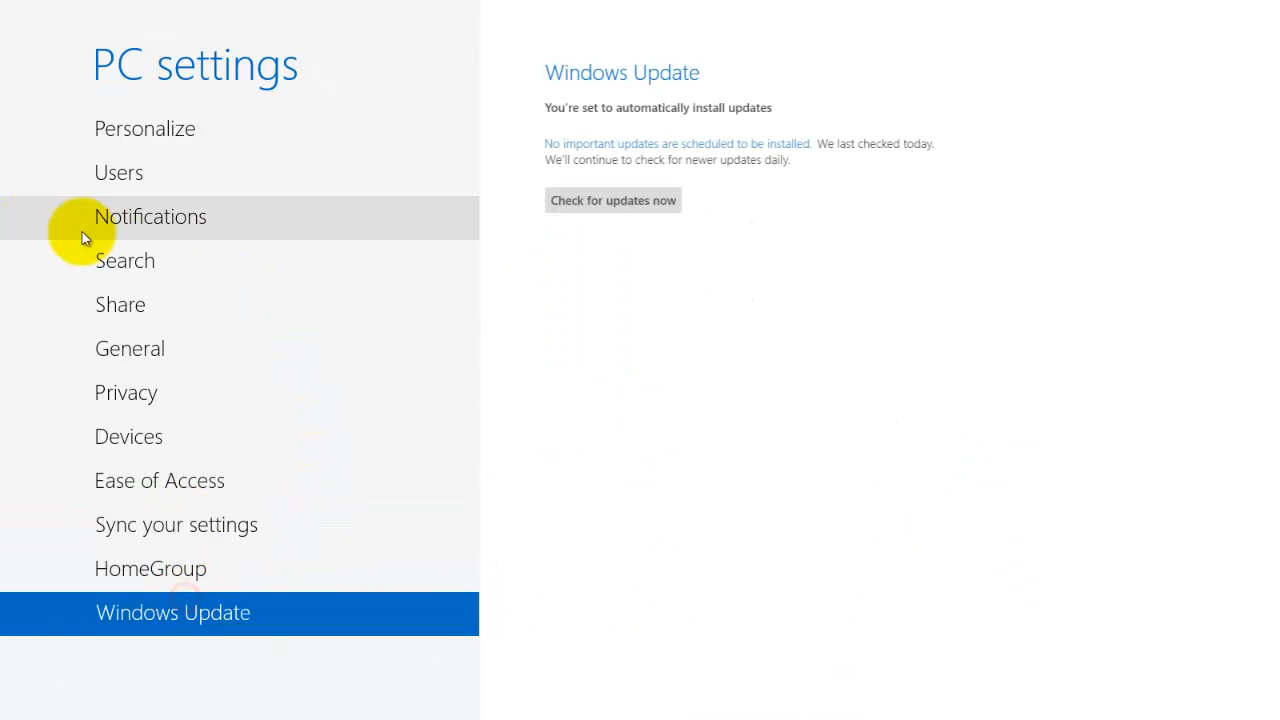 PC settings
Personalize
Users
Notifications
Search
Share
General
Privacy
Devices
Ease of Access
Sync your settings
HomeGroup
Windows Update
Windows Update
You're set to automatically install updates
No important updates are scheduled to be installed. We last checked today.
We'll continue to check for newer updates daily.
Check for updates now